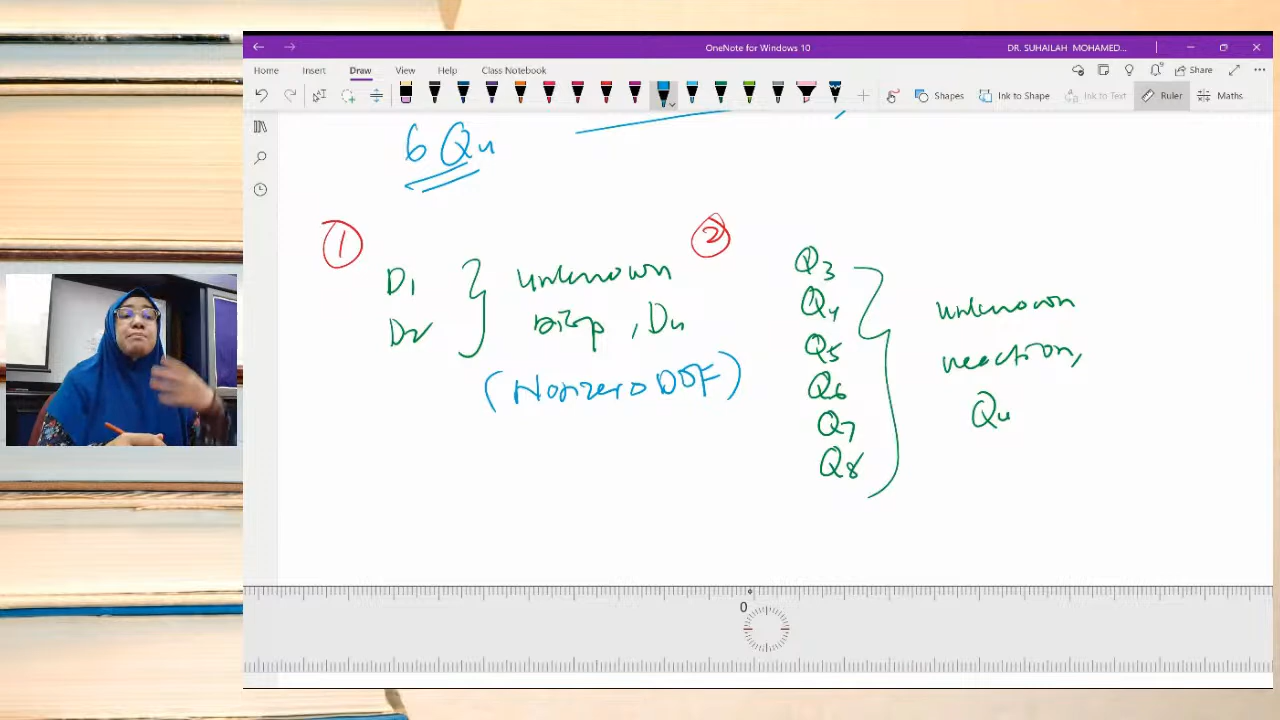 OneNote for Windows 10
DR. SUHAILAH MOHAMED...
Home Insert Draw View Help Class Notebook
Share
Shapes Ink to Shape Ink to Text Ruler Maths
6 Qu
1
D1
D2
unknown
Disp, Du
(Nonzero DOF)
2
Q3
Q4
Q5
Q6
Q7
Q8
unknown
reaction,
Qu
0